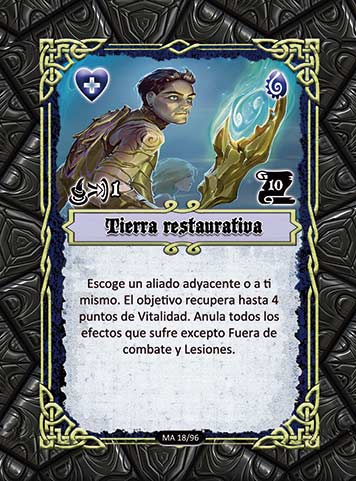 1
10
Tierra restaurativa
Escoge un aliado adyacente o a ti
mismo. El objetivo recupera hasta 4
puntos de Vitalidad. Anula todos los
efectos que sufre excepto Fuera de
combate y Lesiones.
MA 18/96